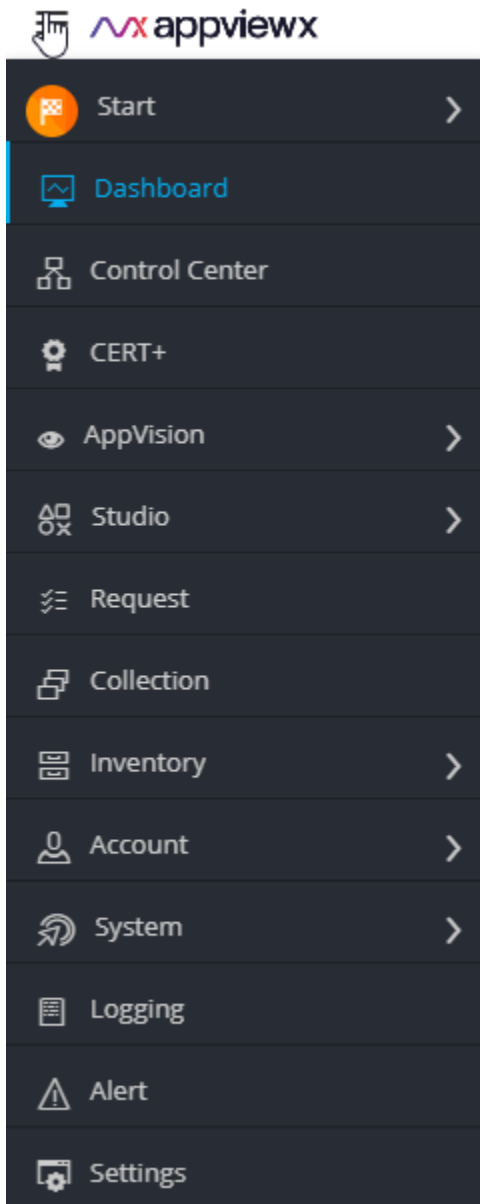 appviewx
Start
Dashboard
Control Center
CERT+
AppVision
Studio
Request
Collection
Inventory
Account
System
Logging
Alert
Settings